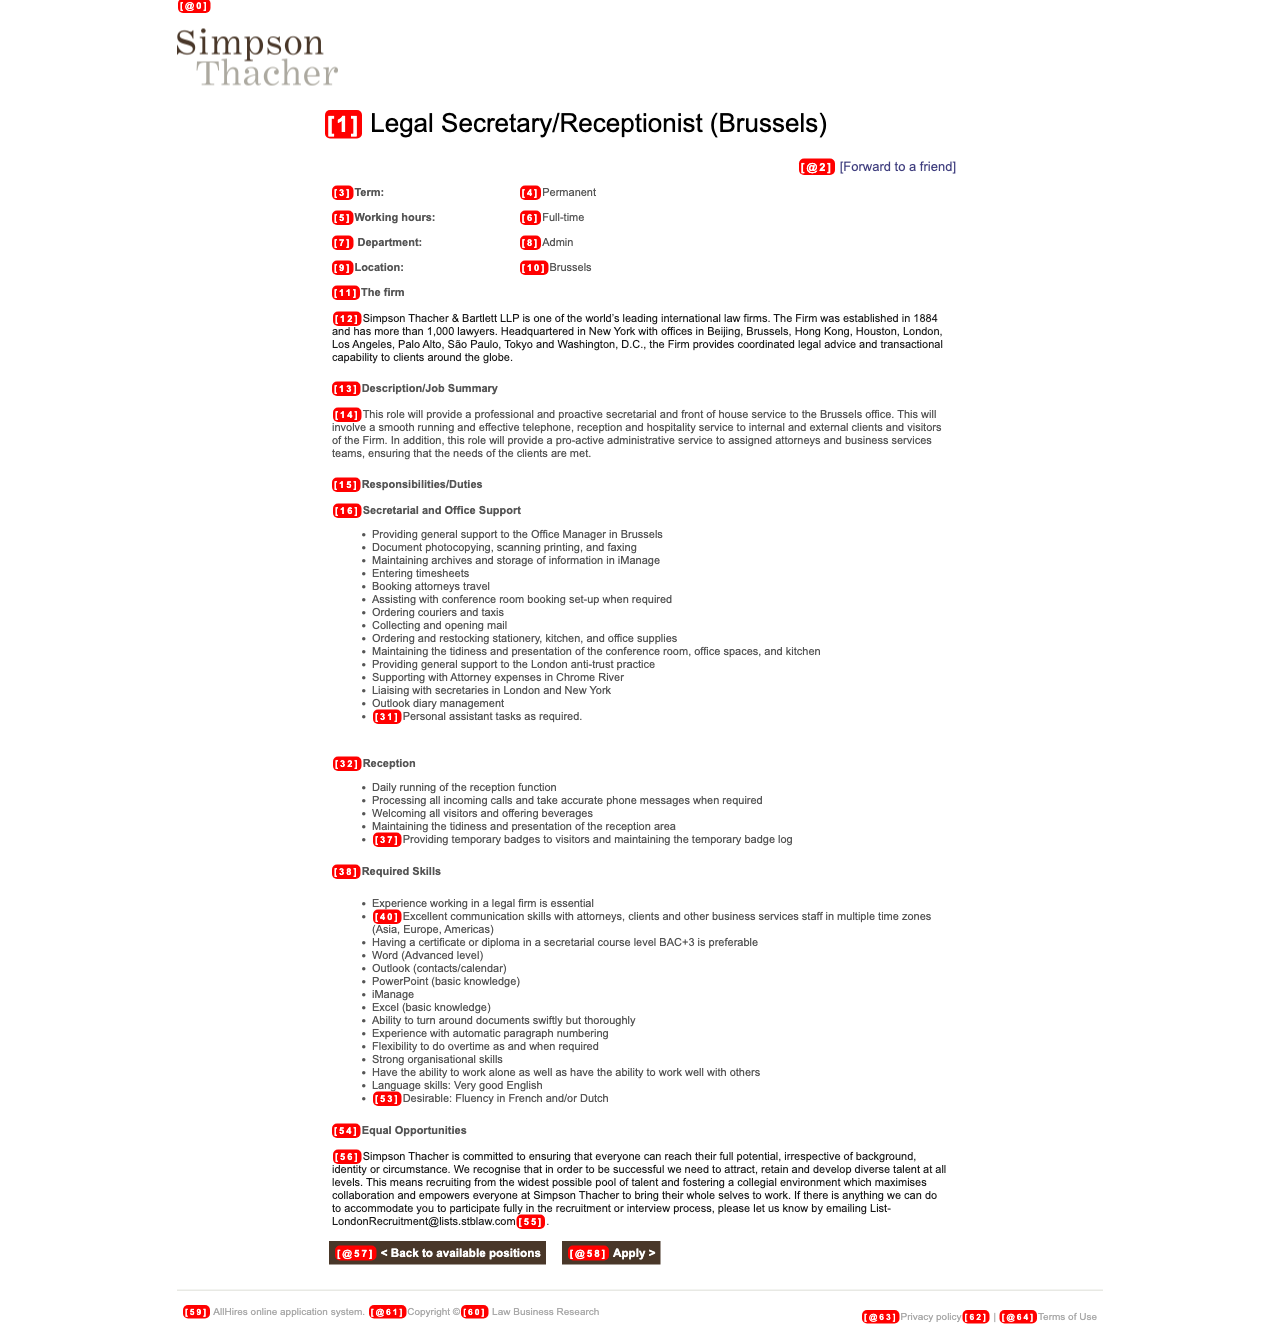 [@0]
Simpson
Thacher
[1] Legal Secretary/Receptionist (Brussels)
[@2] [Forward to a friend]
[3] Term: [4] Permanent
[5] Working hours: [6] Full-time
[7] Department: [8] Admin
[9] Location: [10] Brussels
[11] The firm
[12] Simpson Thacher & Bartlett LLP is one of the world's leading international law firms. The Firm was established in 1884
and has more than 1,000 lawyers. Headquartered in New York with offices in Beijing, Brussels, Hong Kong, Houston, London,
Los Angeles, Palo Alto, São Paulo, Tokyo and Washington, D.C., the Firm provides coordinated legal advice and transactional
capability to clients around the globe.
[13] Description/Job Summary
[14] This role will provide a professional and proactive secretarial and front of house service to the Brussels office. This will
involve a smooth running and effective telephone, reception and hospitality service to internal and external clients and visitors
of the Firm. In addition, this role will provide a pro-active administrative service to assigned attorneys and business services
teams, ensuring that the needs of the clients are met.
[15] Responsibilities/Duties
[16] Secretarial and Office Support
• Providing general support to the Office Manager in Brussels
• Document photocopying, scanning printing, and faxing
• Maintaining archives and storage of information in iManage
• Entering timesheets
• Booking attorneys travel
• Assisting with conference room booking set-up when required
• Ordering couriers and taxis
• Collecting and opening mail
• Ordering and restocking stationery, kitchen, and office supplies
• Maintaining the tidiness and presentation of the conference room, office spaces, and kitchen
• Providing general support to the London anti-trust practice
• Supporting with Attorney expenses in Chrome River
• Liaising with secretaries in London and New York
• Outlook diary management
• [31] Personal assistant tasks as required.
[32] Reception
• Daily running of the reception function
• Processing all incoming calls and take accurate phone messages when required
• Welcoming all visitors and offering beverages
• Maintaining the tidiness and presentation of the reception area
• [37] Providing temporary badges to visitors and maintaining the temporary badge log
[38] Required Skills
• Experience working in a legal firm is essential
• [40] Excellent communication skills with attorneys, clients and other business services staff in multiple time zones
(Asia, Europe, Americas)
• Having a certificate or diploma in a secretarial course level BAC+3 is preferable
• Word (Advanced level)
• Outlook (contacts/calendar)
• PowerPoint (basic knowledge)
• iManage
• Excel (basic knowledge)
• Ability to turn around documents swiftly but thoroughly
• Experience with automatic paragraph numbering
• Flexibility to do overtime as and when required
• Strong organisational skills
• Have the ability to work alone as well as have the ability to work well with others
• Language skills: Very good English
• [53] Desirable: Fluency in French and/or Dutch
[54] Equal Opportunities
[56] Simpson Thacher is committed to ensuring that everyone can reach their full potential, irrespective of background,
identity or circumstance. We recognise that in order to be successful we need to attract, retain and develop diverse talent at all
levels. This means recruiting from the widest possible pool of talent and fostering a collegial environment which maximises
collaboration and empowers everyone at Simpson Thacher to bring their whole selves to work. If there is anything we can do
to accommodate you to participate fully in the recruitment or interview process, please let us know by emailing List-
LondonRecruitment@lists.stblaw.com [55] .
[@57] < Back to available positions [@58] Apply >
[59] AllHires online application system. [@61] Copyright © [60] Law Business Research
[@63] Privacy policy [62] | [@64] Terms of Use